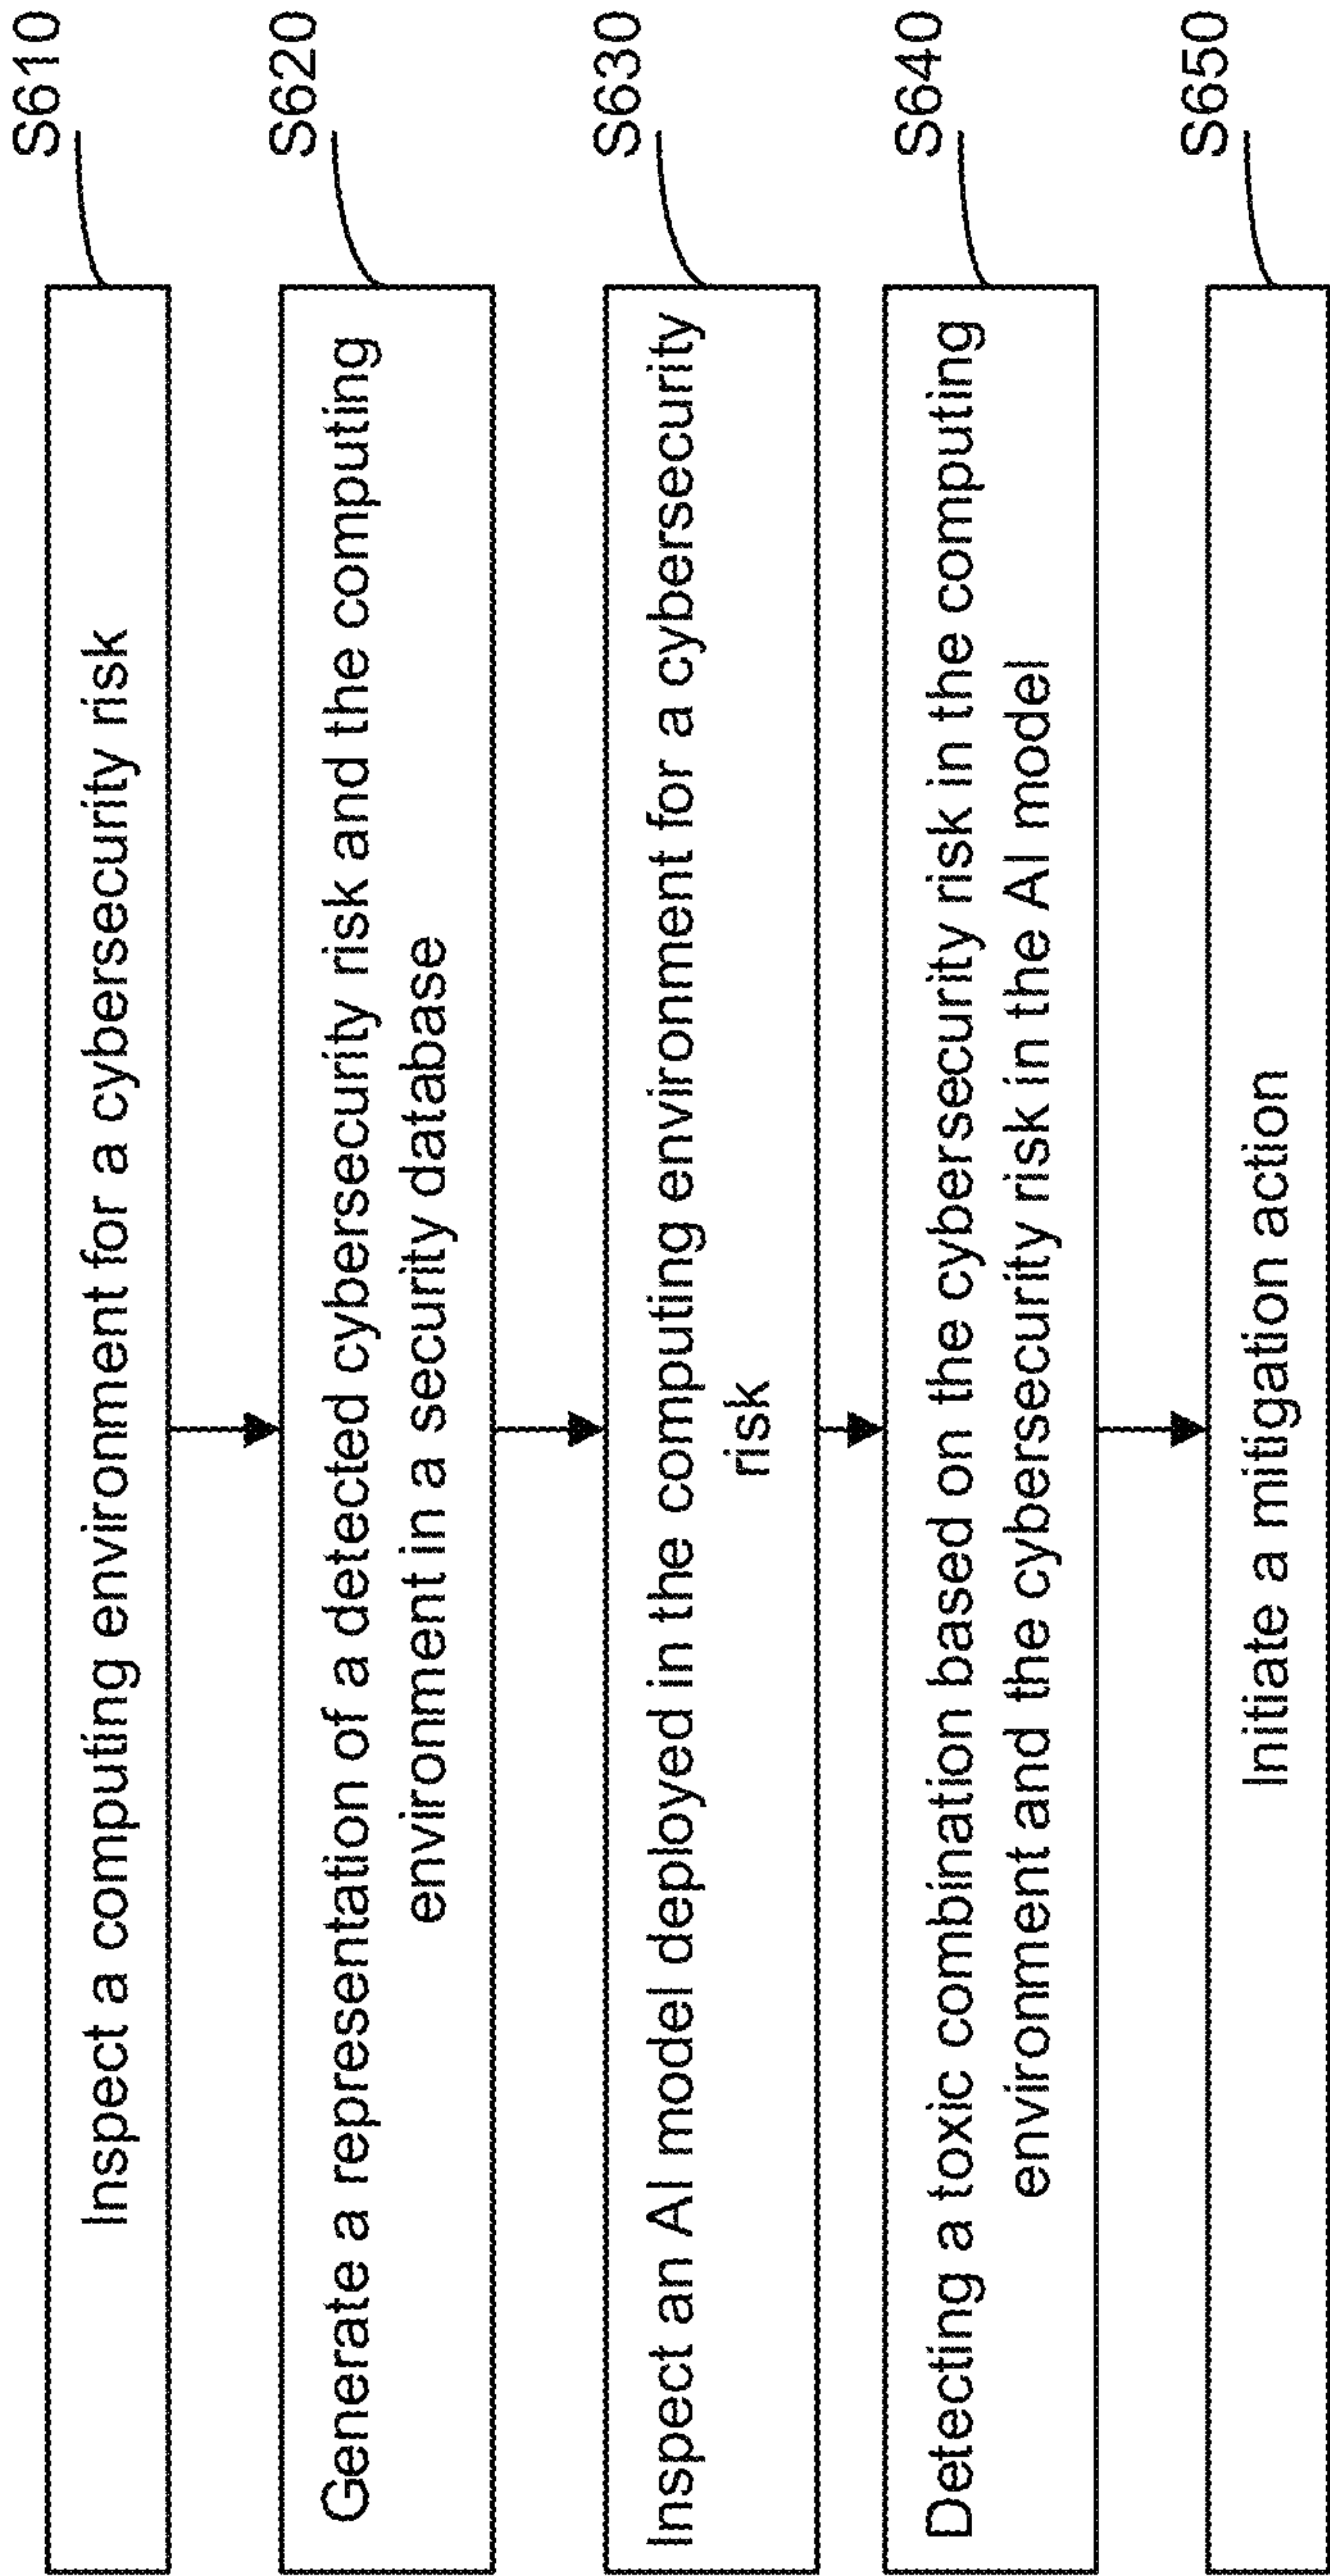 S610
Inspect a computing environment for a cybersecurity risk
S620
Generate a representation of a detected cybersecurity risk and the computing
environment in a security database
S630
Inspect an AI model deployed in the computing environment for a cybersecurity
risk
S640
Detecting a toxic combination based on the cybersecurity risk in the computing
environment and the cybersecurity risk in the AI model
S650
Initiate a mitigation action